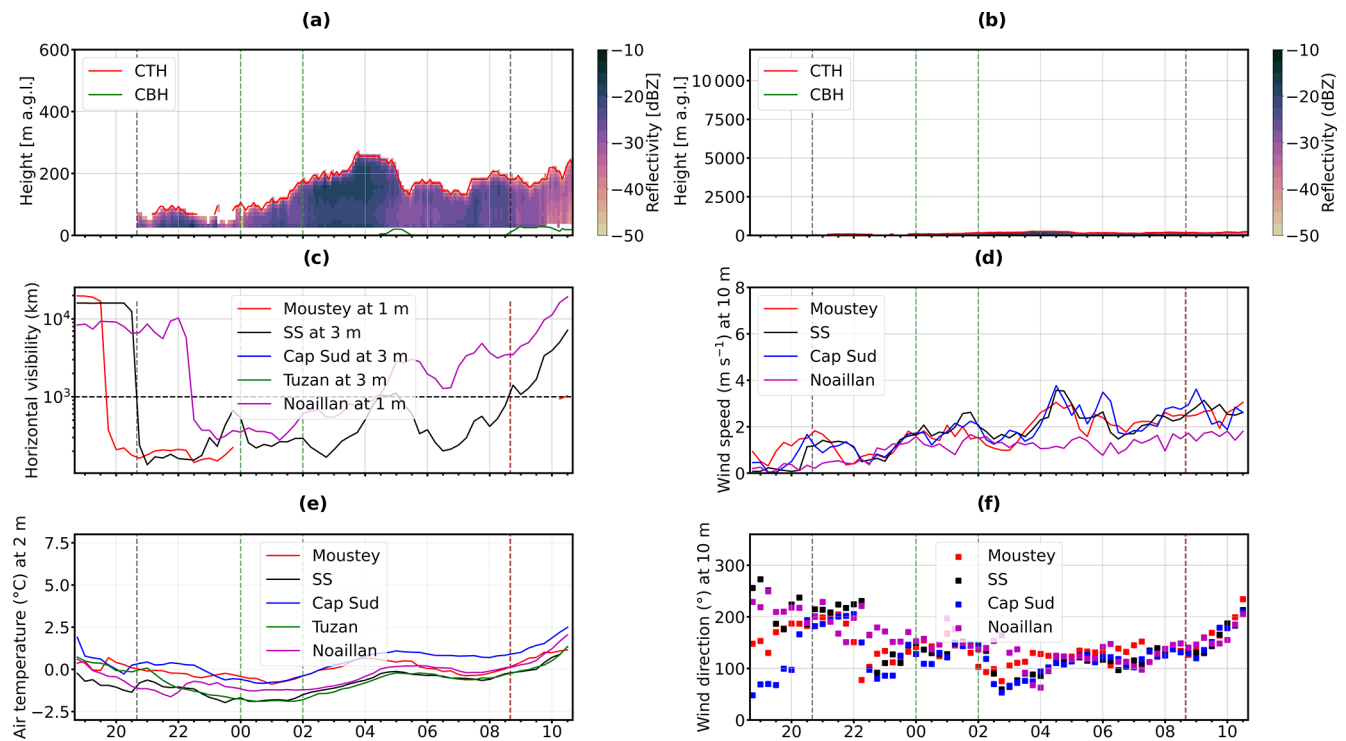 (a)
(b)
600
400
200
0
Height [m a.g.l.]
CTH
CBH
−10
−20
−30
−40
−50
Reflectivity [dBZ]
10 000
7500
5000
2500
0
Height [m a.g.l.]
CTH
CBH
−10
−20
−30
−40
−50
Reflectivity (dBZ)
(c)
(d)
10⁴
10³
Horizontal visibility (km)
Moustey at 1 m
SS at 3 m
Cap Sud at 3 m
Tuzan at 3 m
Noaillan at 1 m
8
6
4
2
0
Wind speed (m s⁻¹) at 10 m
Moustey
SS
Cap Sud
Noaillan
(e)
(f)
7.5
5.0
2.5
0.0
−2.5
Air temperature (°C) at 2 m
Moustey
SS
Cap Sud
Tuzan
Noaillan
20 22 00 02 04 06 08 10
300
200
100
0
Wind direction (°) at 10 m
Moustey
SS
Cap Sud
Noaillan
20 22 00 02 04 06 08 10